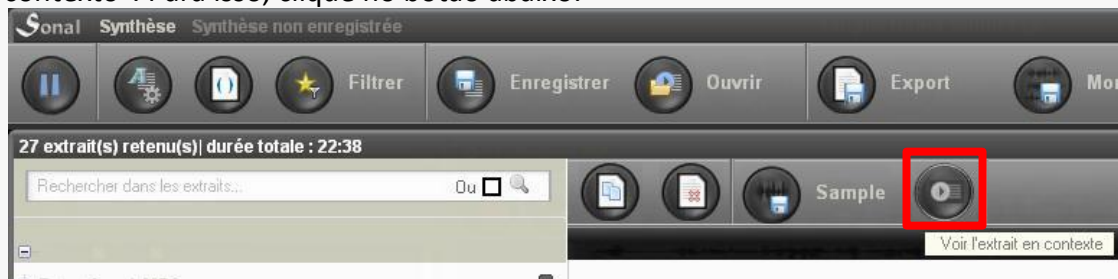 Sonal Synthèse Synthèse non enregistrée
Filtrer Enregistrer Ouvrir Export
27 extrait(s) retenu(s)| durée totale : 22:38
Rechercher dans les extraits... Ou Sample
Voir l'extrait en contexte